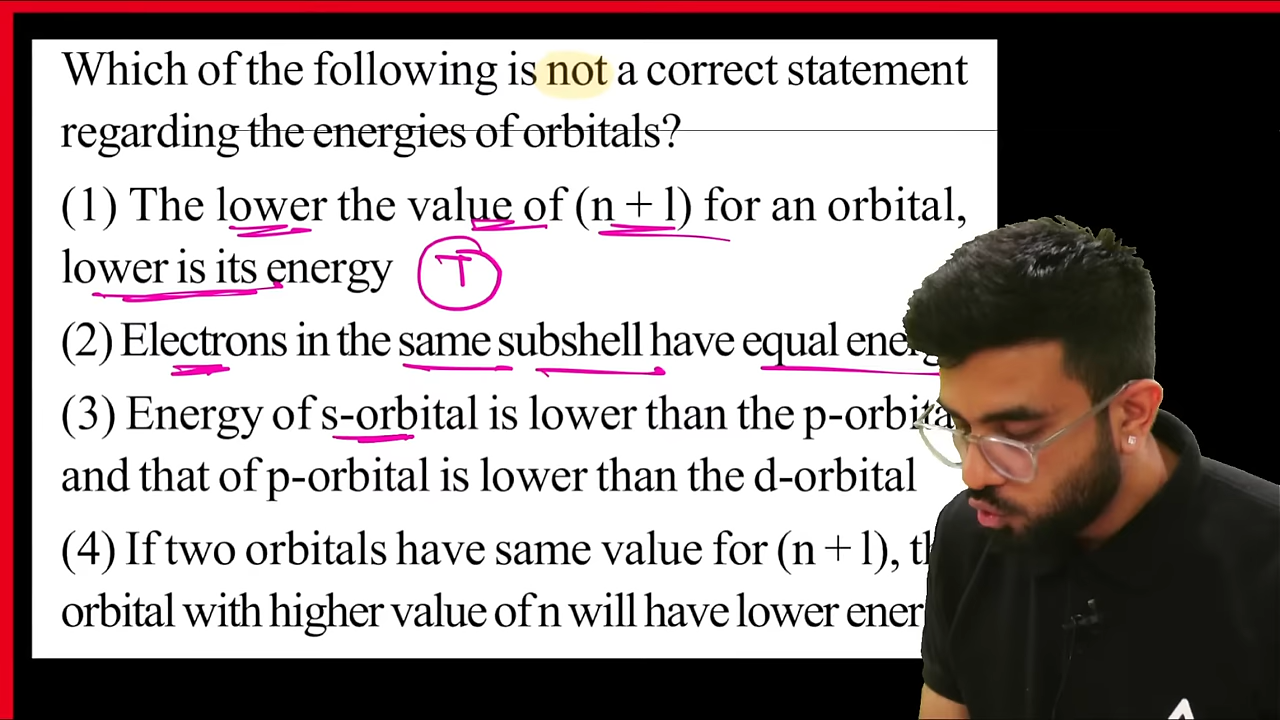 Which of the following is not a correct statement
regarding the energies of orbitals?
(1) The lower the value of (n + l) for an orbital,
lower is its energy T
(2) Electrons in the same subshell have equal
(3) Energy of s-orbital is lower than the
and that of p-orbital is lower than the d-orbital
(4) If two orbitals have same value for (n + l),
orbital with higher value of n will have lower